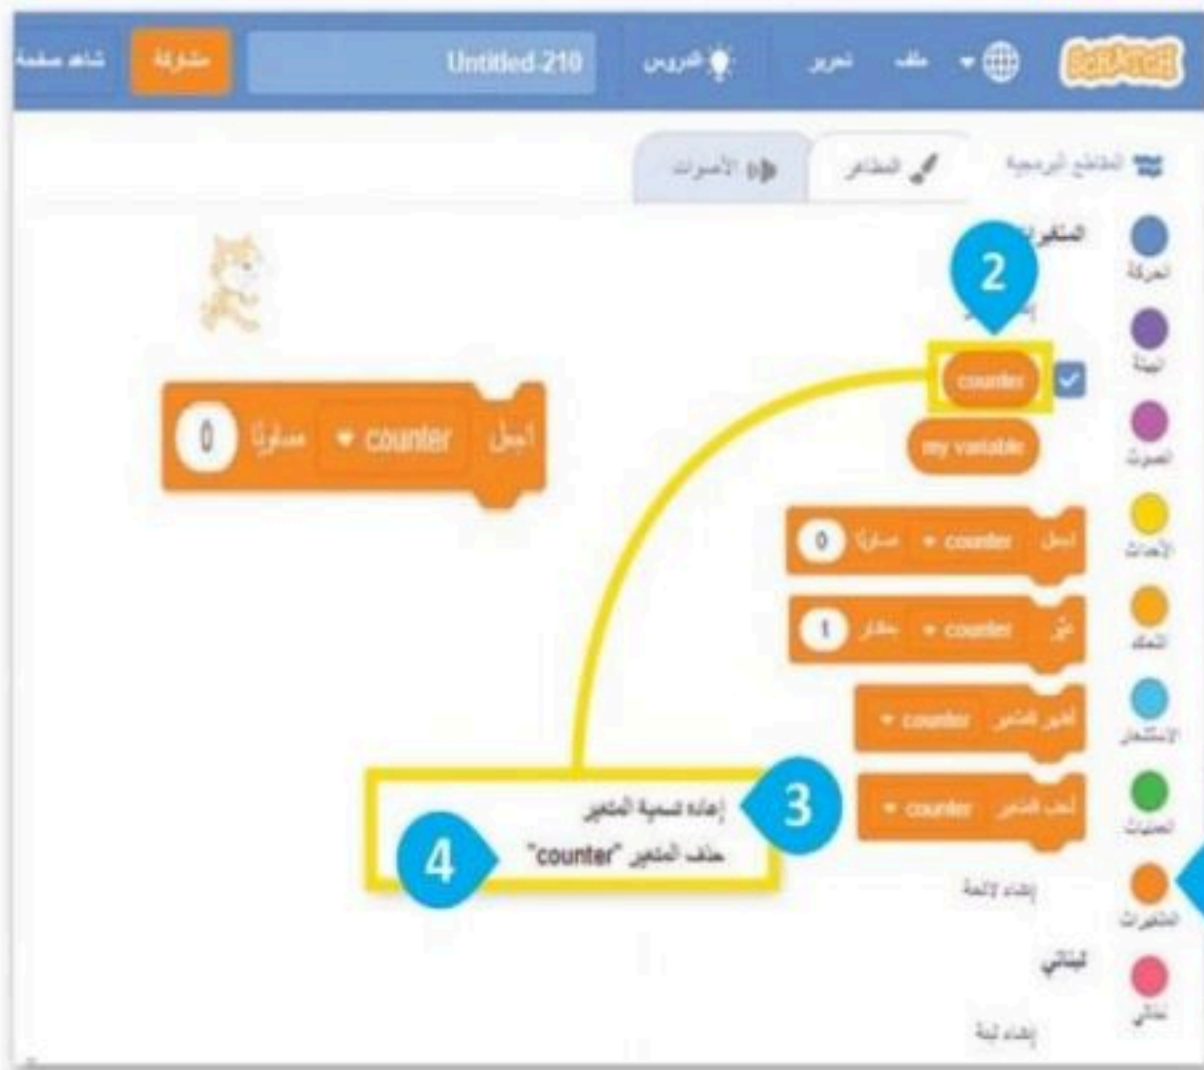 SCRATCH ملف تحرير الدروس Untitled-210 مشاركة شاهد صفحة
المقاطع البرمجية المظاهر الأصوات
الحركة
الهيئة
الصوت
الأحداث
التحكم
الاستشعار
العمليات
المتغيرات
لبناتي
2
counter
my variable
اجعل counter مساويًا 0
غيّر counter بمقدار 1
أظهر المتغير counter
أخف المتغير counter
إنشاء لائحة
لبناتي
إنشاء لبنة
اجعل counter مساويًا 0
إعادة تسمية المتغير 3
حذف المتغير "counter" 4